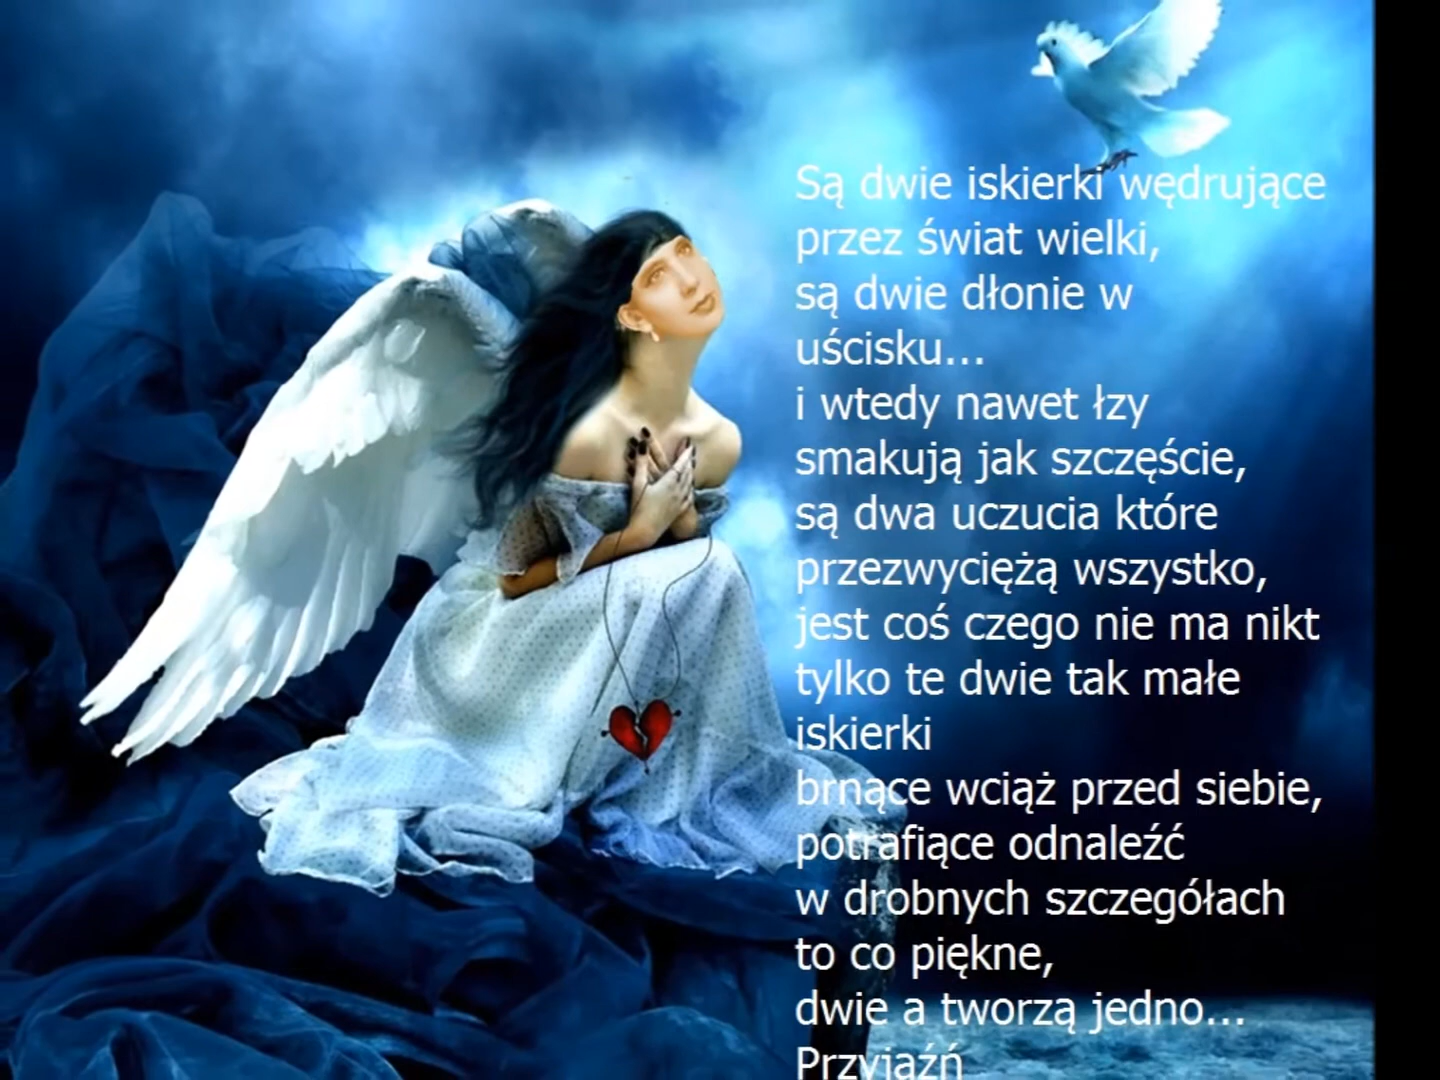 Są dwie iskierki wędrujące
przez świat wielki,
są dwie dłonie w
uścisku...
i wtedy nawet łzy
smakują jak szczęście,
są dwa uczucia które
przezwyciężą wszystko,
jest coś czego nie ma nikt
tylko te dwie tak małe
iskierki
brnące wciąż przed siebie,
potrafiące odnaleźć
w drobnych szczegółach
to co piękne,
dwie a tworzą jedno...
Przyjaźń